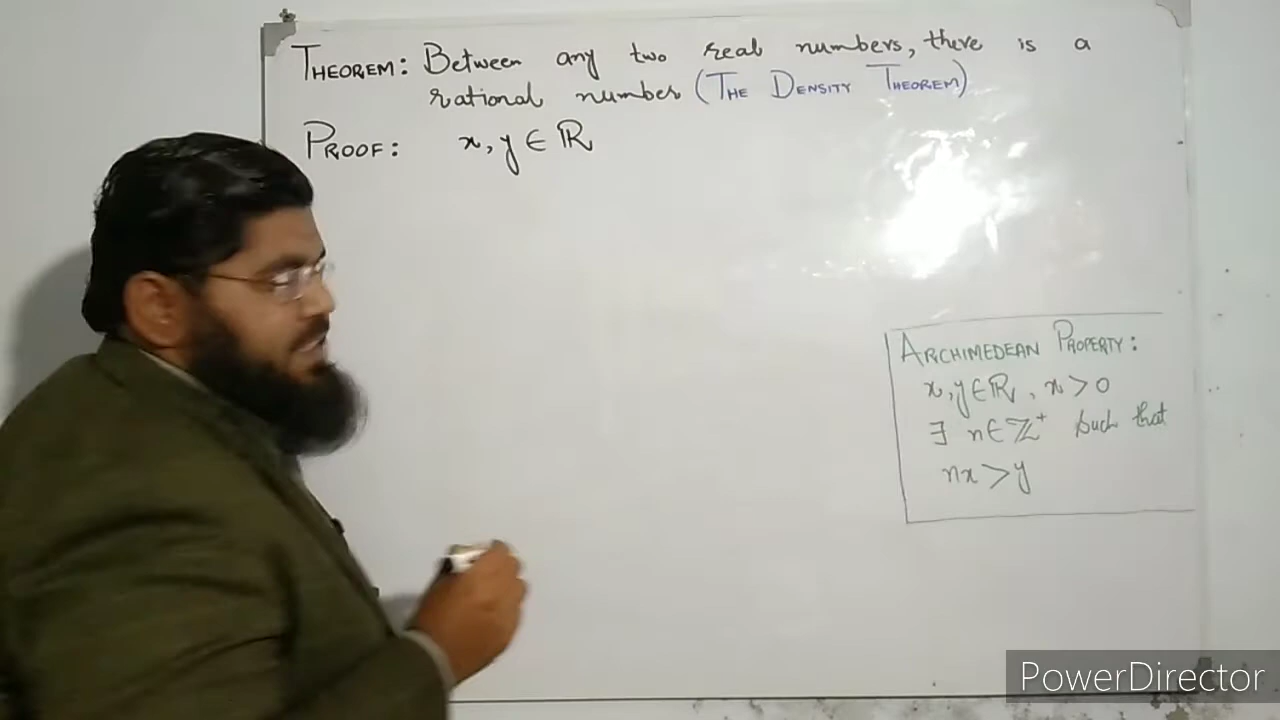 THEOREM: Between any two real numbers, there is a
rational number (THE DENSITY THEOREM)
PROOF: x, y ∈ ℝ
ARCHIMEDEAN PROPERTY:
x, y ∈ ℝ, x > 0
∃ n ∈ ℤ⁺ such that
nx > y
PowerDirector